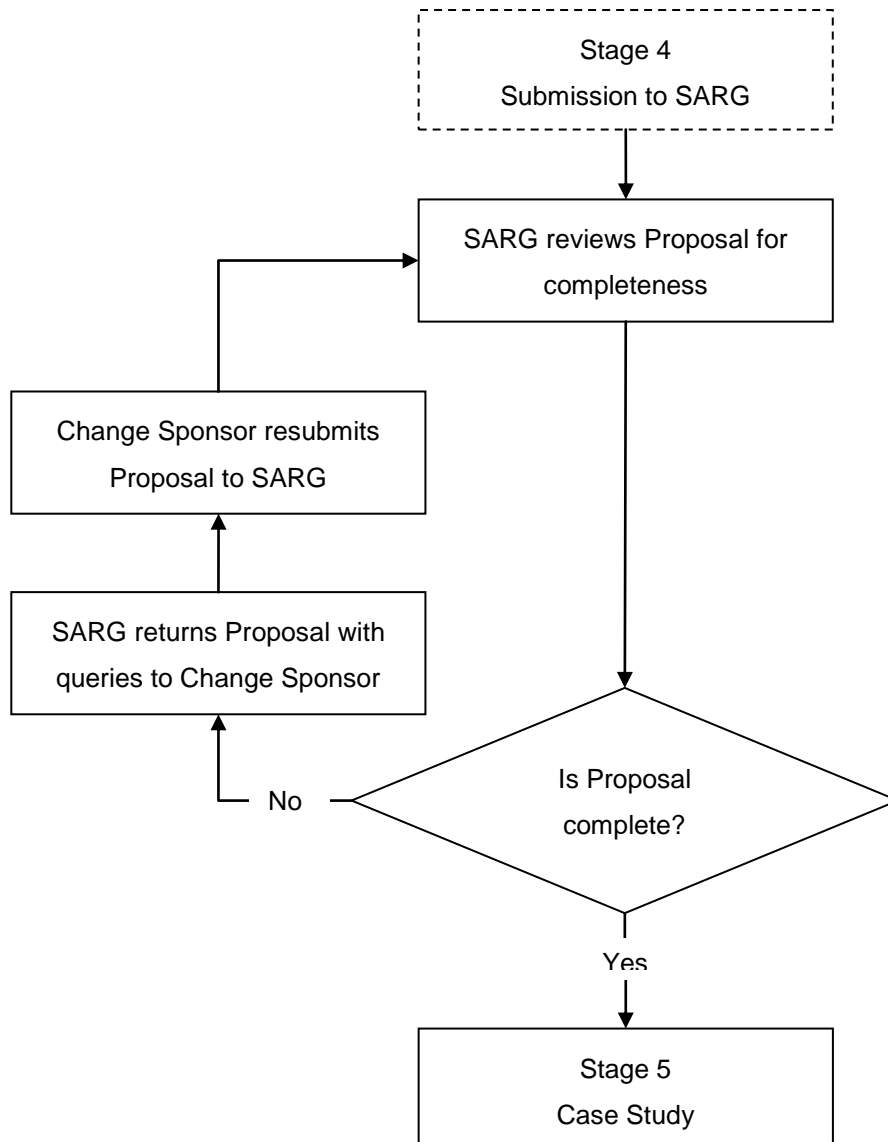 Stage 4
Submission to SARG
SARG reviews Proposal for
completeness
Change Sponsor resubmits
Proposal to SARG
SARG returns Proposal with
queries to Change Sponsor
Is Proposal
complete?
No
Yes
Stage 5
Case Study